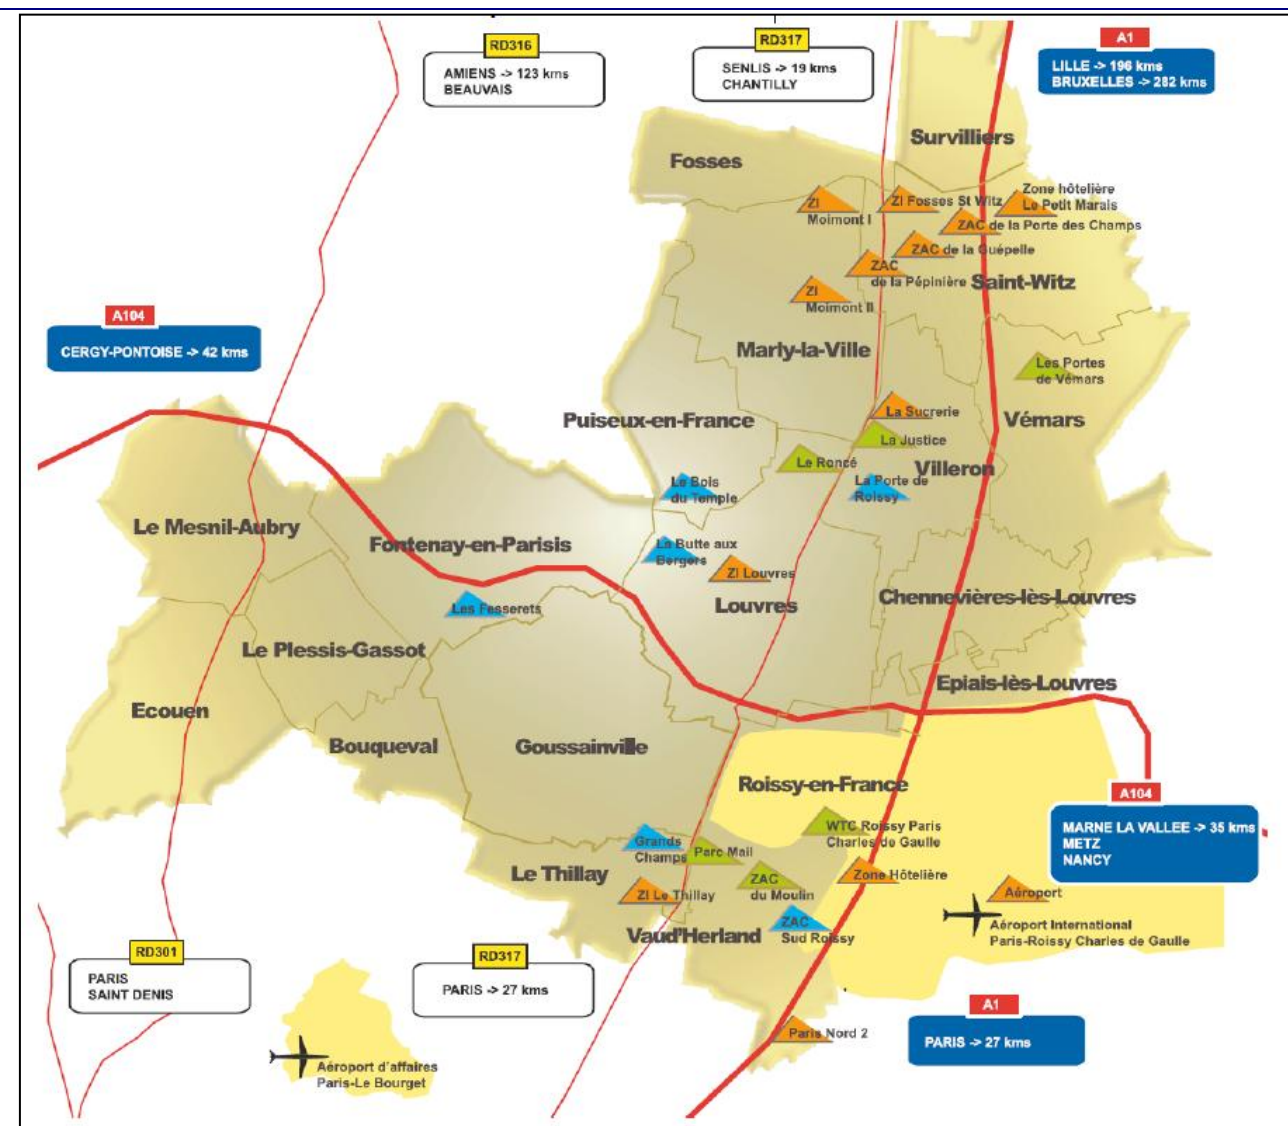 RD316
AMIENS -> 123 kms
BEAUVAIS
RD317
SENLIS -> 19 kms
CHANTILLY
A1
LILLE -> 196 kms
BRUXELLES -> 282 kms
Survilliers
Fosses
ZI
Moimont I
ZI Fosses St Witz
Zone hôtelière
Le Petit Marais
ZAC de la Porte des Champs
ZAC de la Guépelle
ZAC
de la Pépinière
Saint-Witz
ZI
Moimont II
A104
CERGY-PONTOISE -> 42 kms
Marly-la-Ville
Les Portes
de Vémars
Puiseux-en-France
La Sucrerie
Vémars
La Justice
Le Roncé
Villeron
Le Bois
du Temple
La Porte de
Roissy
Le Mesnil-Aubry
Fontenay-en-Parisis
La Butte aux
Bergers
ZI Louvres
Louvres
Chennevières-lès-Louvres
Les Fesserets
Le Plessis-Gassot
Epiais-lès-Louvres
Ecouen
Bouqueval
Goussainville
Roissy-en-France
A104
MARNE LA VALLEE -> 35 kms
METZ
NANCY
WTC Roissy Paris
Charles de Gaulle
Grands
Champs
Parc Mail
Le Thillay
ZAC
du Moulin
Zone Hôtelière
ZI Le Thillay
Aéroport
Vaud'Herland
ZAC
Sud Roissy
Aéroport International
Paris-Roissy Charles de Gaulle
RD301
PARIS
SAINT DENIS
RD317
PARIS -> 27 kms
A1
PARIS -> 27 kms
Paris Nord 2
Aéroport d'affaires
Paris-Le Bourget